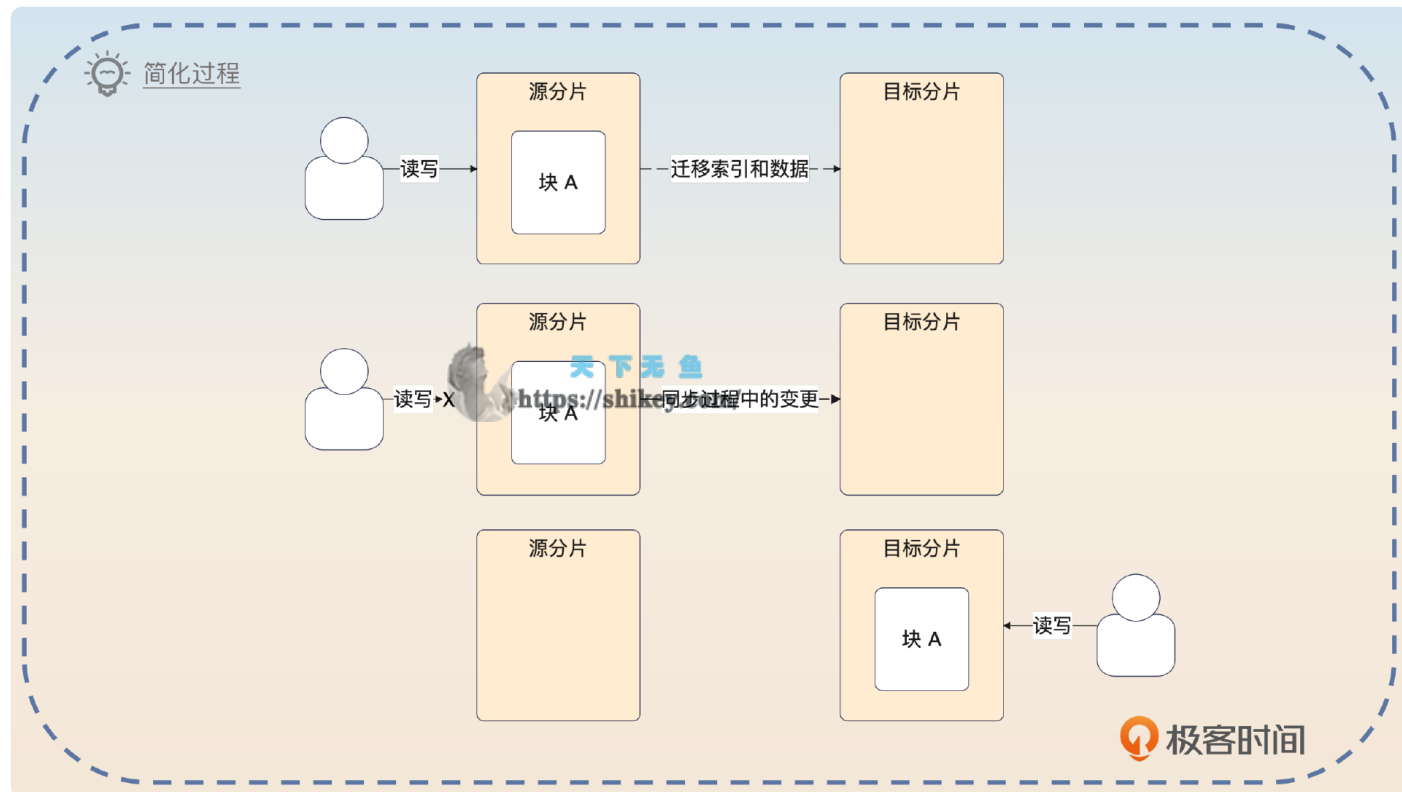 简化过程
源分片
目标分片
读写
块 A
迁移索引和数据
源分片
目标分片
天下无鱼
读写
X
https://shikey.com/
同步过程中的变更
块 A
源分片
目标分片
块 A
读写
极客时间